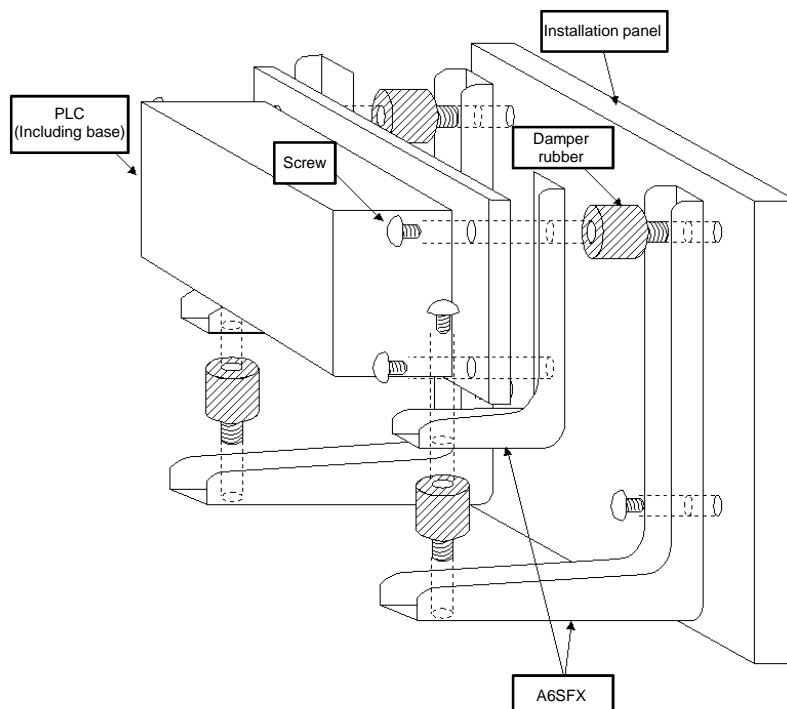 Installation panel
PLC
(Including base)
Damper
rubber
Screw
A6SFX